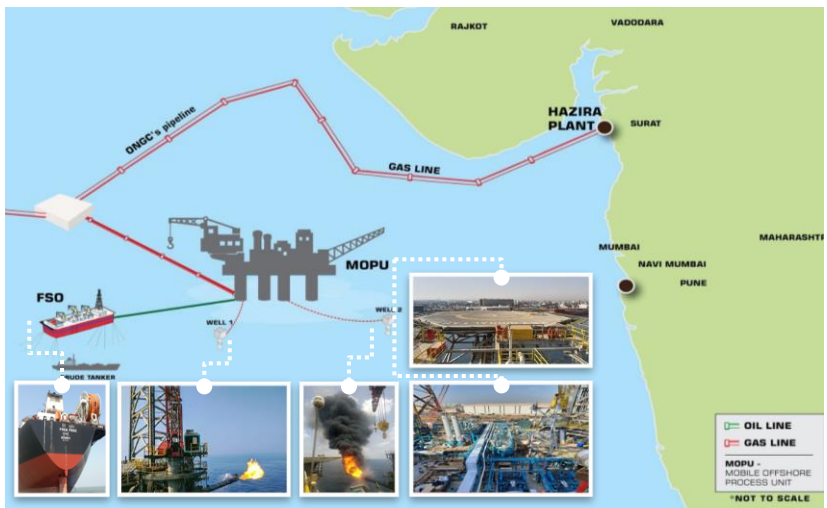 RAJKOT
VADODARA
ONGC's pipeline
HAZIRA
PLANT
SURAT
GAS LINE
MUMBAI
MAHARASHTR
NAVI MUMBAI
PUNE
MOPU
FSO
WELL 1
WELL 2
RUDE TANKER
OIL LINE
GAS LINE
MOPU -
MOBILE OFFSHORE
PROCESS UNIT
*NOT TO SCALE